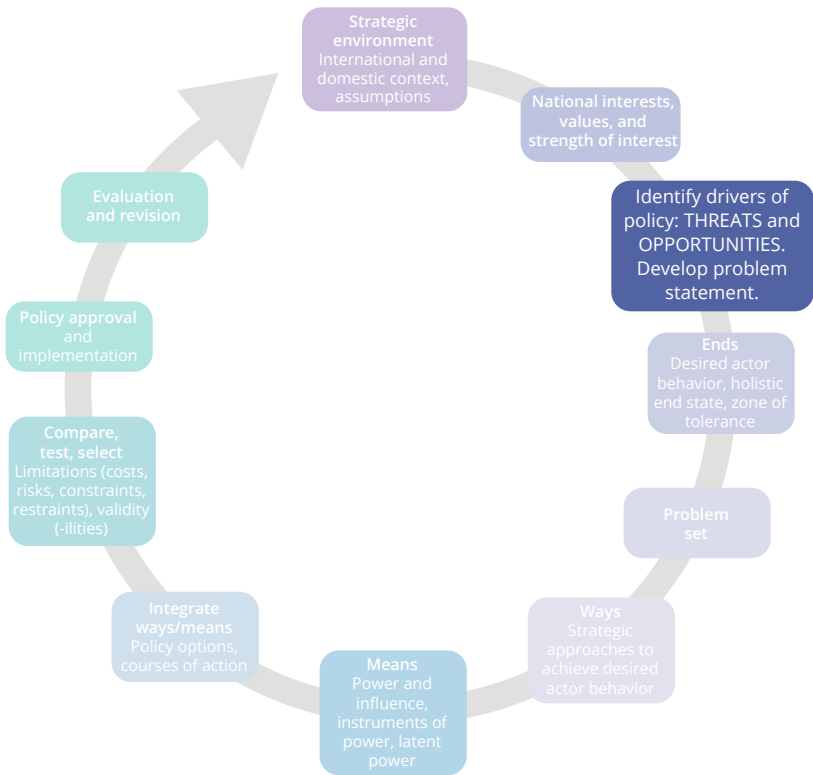 Strategic
environment
International and
domestic context,
assumptions
National interests,
values, and
strength of interest
Identify drivers of
policy: THREATS and
OPPORTUNITIES.
Develop problem
statement.
Ends
Desired actor
behavior, holistic
end state, zone of
tolerance
Problem
set
Ways
Strategic
approaches to
achieve desired
actor behavior
Means
Power and
influence,
instruments of
power, latent
power
Integrate
ways/means
Policy options,
courses of action
Compare,
test, select
Limitations (costs,
risks, constraints,
restraints), validity
(-ilities)
Policy approval
and
implementation
Evaluation
and revision